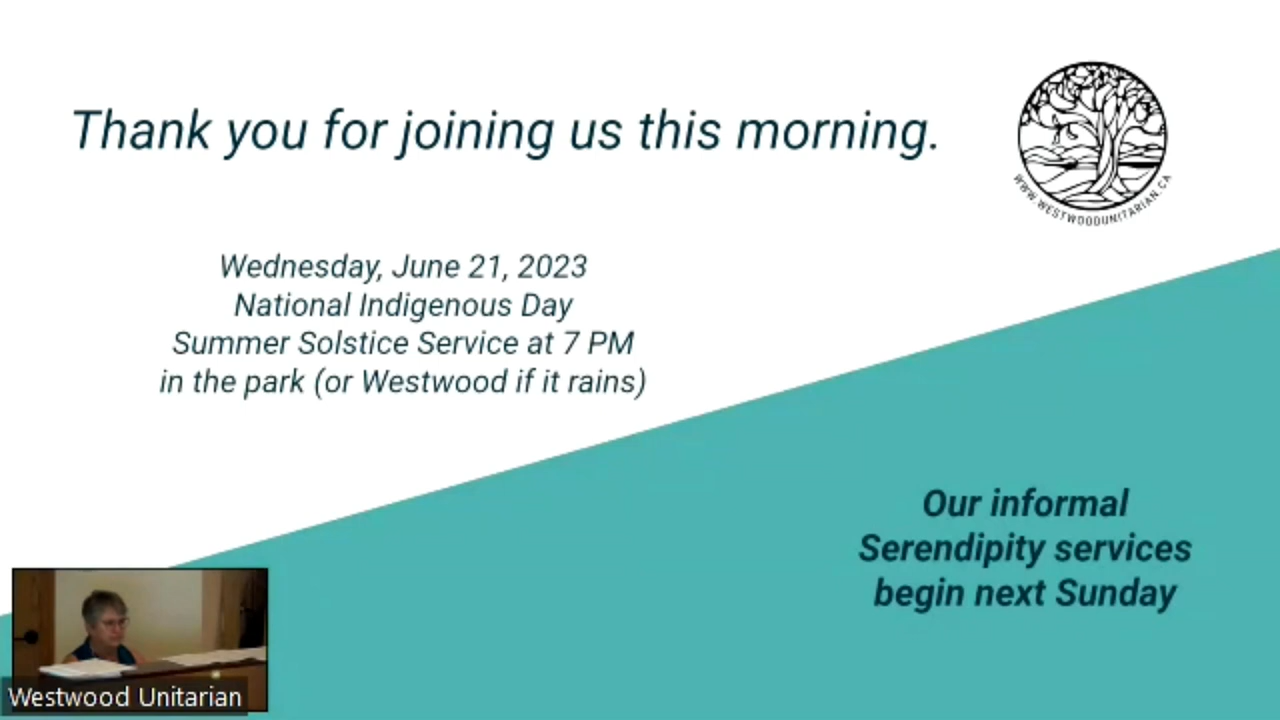 Thank you for joining us this morning.
WWW.WESTWOODUNITARIAN.CA
Wednesday, June 21, 2023
National Indigenous Day
Summer Solstice Service at 7 PM
in the park (or Westwood if it rains)
Our informal
Serendipity services
begin next Sunday
Westwood Unitarian